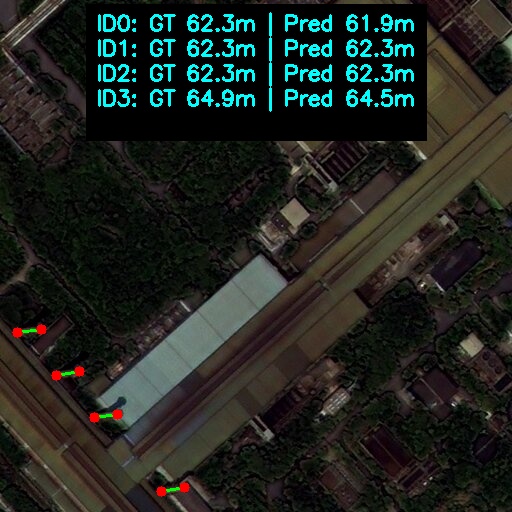 ID0: GT 62.3m | Pred 61.9m
ID1: GT 62.3m | Pred 62.3m
ID2: GT 62.3m | Pred 62.3m
ID3: GT 64.9m | Pred 64.5m